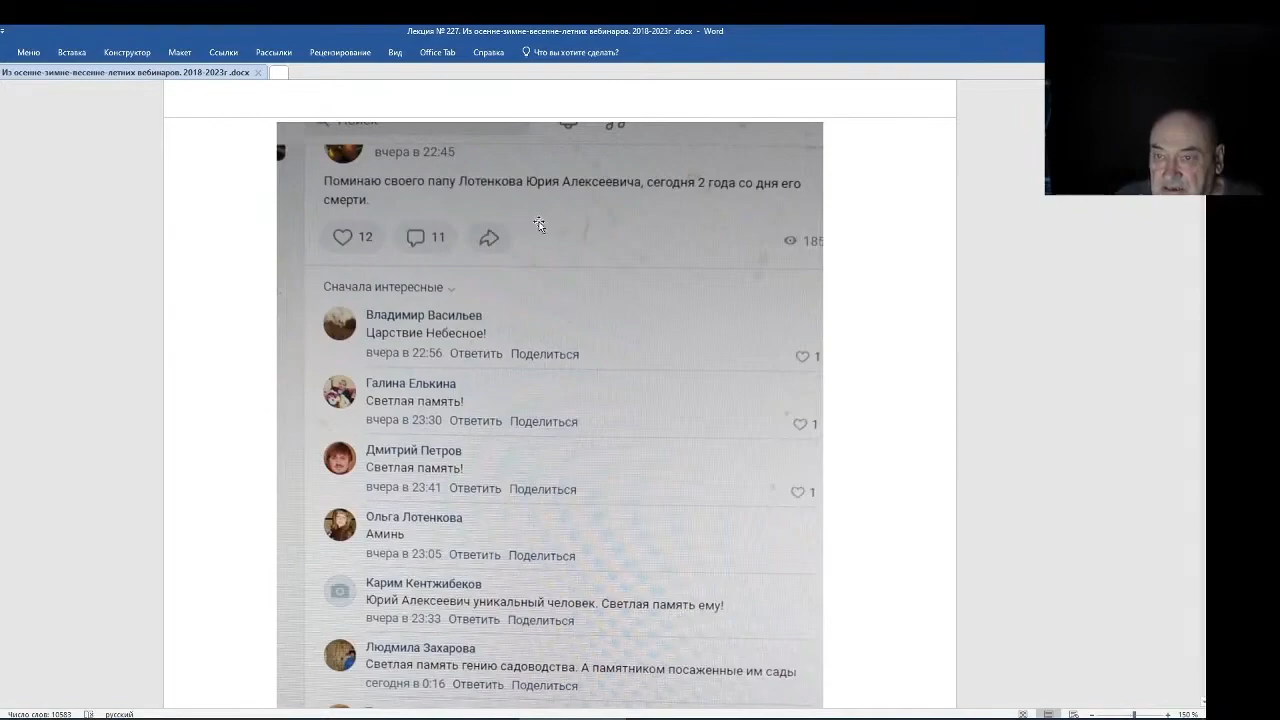 Лекция № 227. Из осенне-зимне-весенне-летних вебинаров. 2018-2023г .docx - Word
Меню Вставка Конструктор Макет Ссылки Рассылки Рецензирование Вид Office Tab Справка Что вы хотите сделать?
Из осенне-зимне-весенне-летних вебинаров. 2018-2023г .docx
вчера в 22:45
Поминаю своего папу Лотенкова Юрия Алексеевича, сегодня 2 года со дня его
смерти.
12 11 185
Сначала интересные
Владимир Васильев
Царствие Небесное!
вчера в 22:56 Ответить Поделиться 1
Галина Елькина
Светлая память!
вчера в 23:30 Ответить Поделиться 1
Дмитрий Петров
Светлая память!
вчера в 23:41 Ответить Поделиться 1
Ольга Лотенкова
Аминь
вчера в 23:05 Ответить Поделиться
Карим Кентжибеков
Юрий Алексеевич уникальный человек. Светлая память ему!
вчера в 23:33 Ответить Поделиться
Людмила Захарова
Светлая память гению садоводства. А памятником посаженные им сады
сегодня в 0:16 Ответить Поделиться
Число слов: 10583 русский 150 %